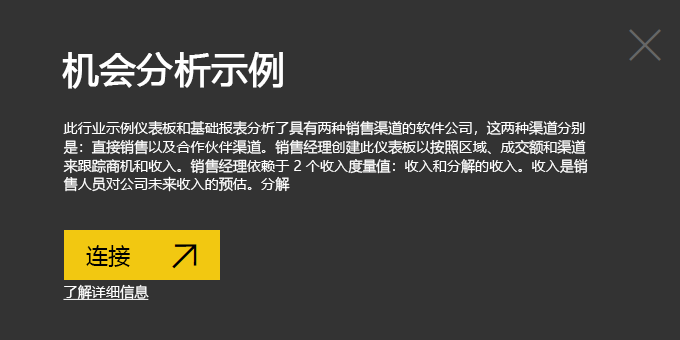 机会分析示例
此行业示例仪表板和基础报表分析了具有两种销售渠道的软件公司，这两种渠道分别
是：直接销售以及合作伙伴渠道。销售经理创建此仪表板以按照区域、成交额和渠道
来跟踪商机和收入。销售经理依赖于 2 个收入度量值：收入和分解的收入。收入是销
售人员对公司未来收入的预估。分解
连接
了解详细信息